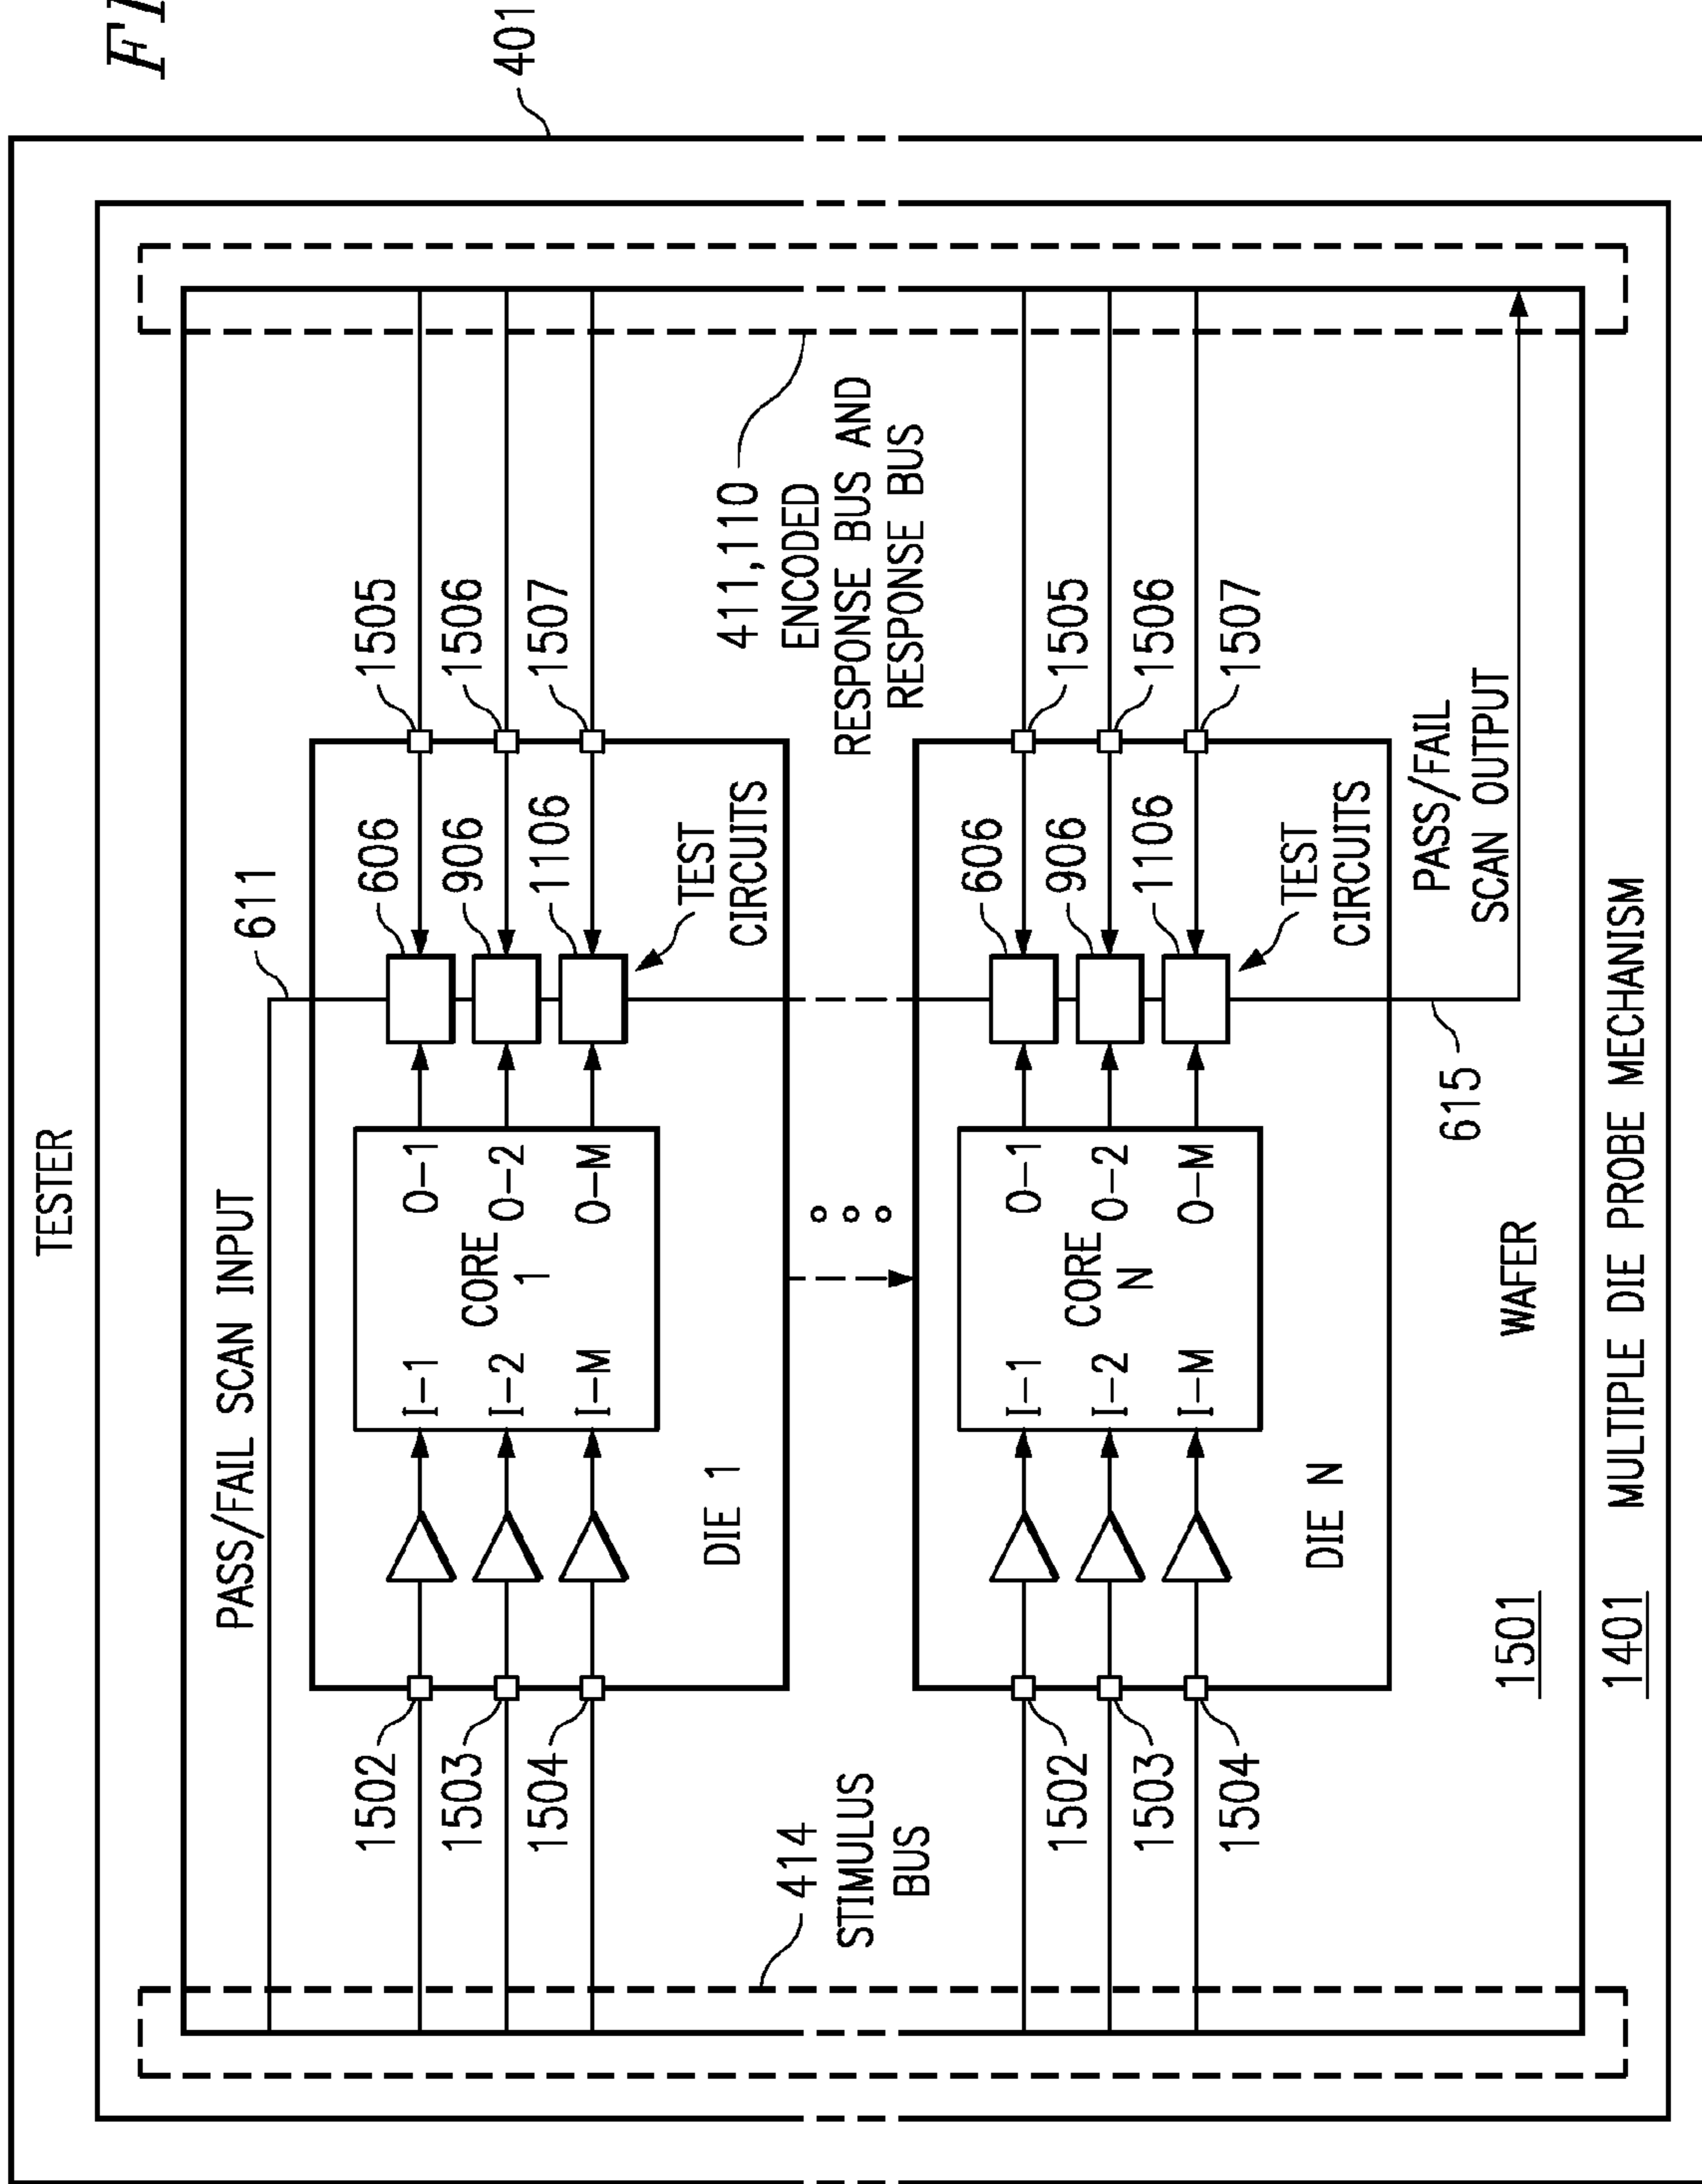 FI
TESTER
401
PASS/FAIL SCAN INPUT
611
1502
1503
1504
I-1
I-2
I-M
CORE
1
O-1
O-2
O-M
606
906
1106
1505
1506
1507
DIE 1
TEST
CIRCUITS
414
STIMULUS
BUS
411,110
ENCODED
RESPONSE BUS AND
RESPONSE BUS
1502
1503
1504
I-1
I-2
I-M
CORE
N
O-1
O-2
O-M
606
906
1106
1505
1506
1507
DIE N
TEST
CIRCUITS
615
PASS/FAIL
SCAN OUTPUT
1501
WAFER
1401
MULTIPLE DIE PROBE MECHANISM